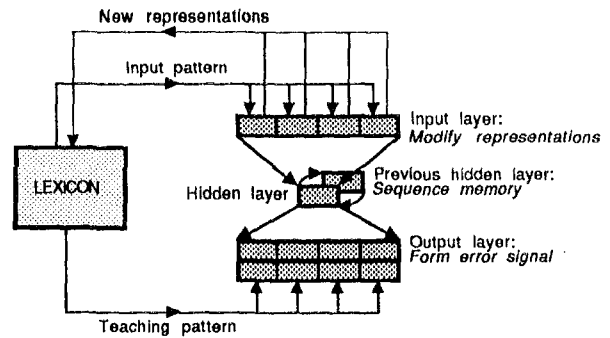 New representations
Input pattern
Input layer:
Modify representations
Previous hidden layer:
Sequence memory
LEXICON
Hidden layer
Output layer:
Form error signal
Teaching pattern